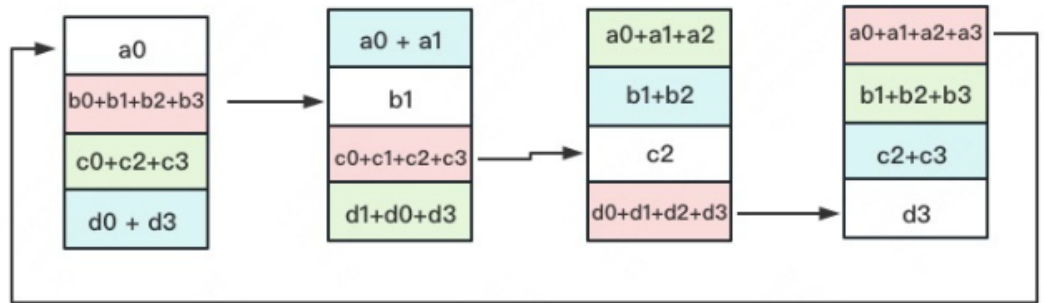 a0
b0+b1+b2+b3
c0+c2+c3
d0 + d3
a0 + a1
b1
c0+c1+c2+c3
d1+d0+d3
a0+a1+a2
b1+b2
c2
d0+d1+d2+d3
a0+a1+a2+a3
b1+b2+b3
c2+c3
d3